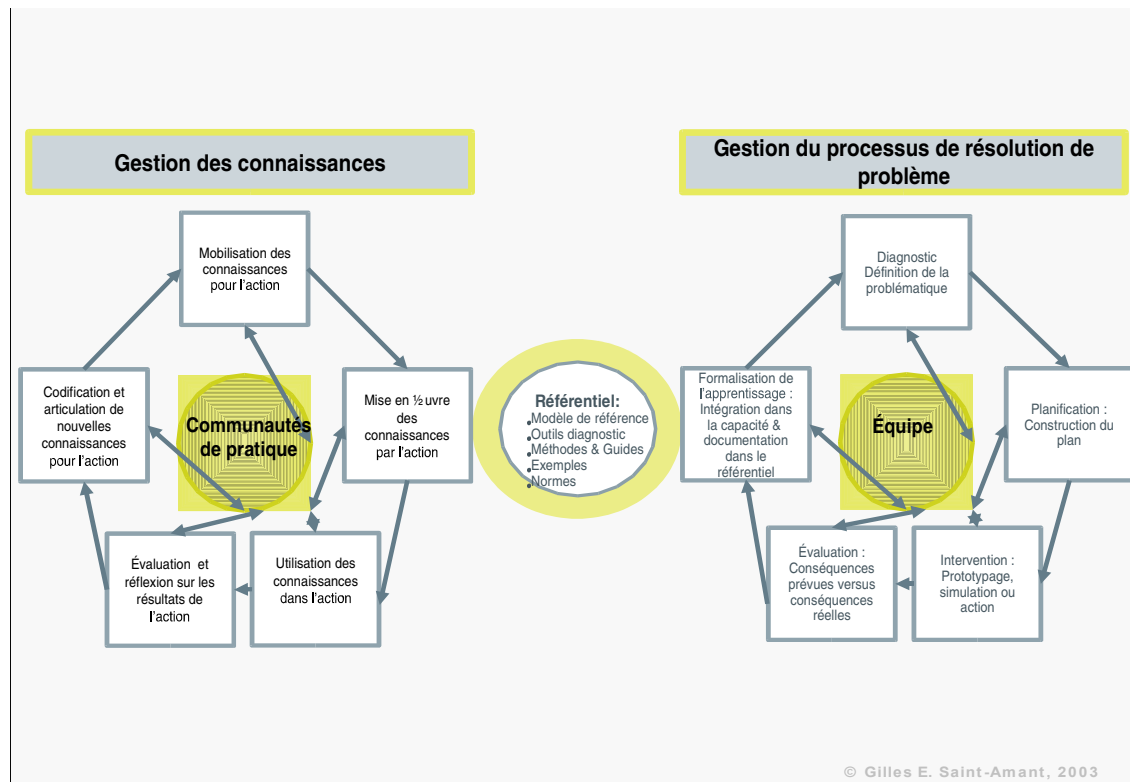 Gestion des connaissances
Gestion du processus de résolution de
problème
Mobilisation des
connaissances
pour l'action
Codification et
articulation de
nouvelles
connaissances
pour l'action
Communautés
de pratique
Mise en ½ uvre
des
connaissances
par l'action
Évaluation et
réflexion sur les
résultats de
l'action
Utilisation des
connaissances
dans l'action
Référentiel:
•Modèle de référence
•Outils diagnostic
•Méthodes & Guides
•Exemples
•Normes
Diagnostic
Définition de la
problématique
Formalisation de
l'apprentissage :
Intégration dans
la capacité &
documentation
dans le
référentiel
Équipe
Planification :
Construction du
plan
Évaluation :
Conséquences
prévues versus
conséquences
réelles
Intervention :
Prototypage,
simulation ou
action
© Gilles E. Saint-Amant, 2003